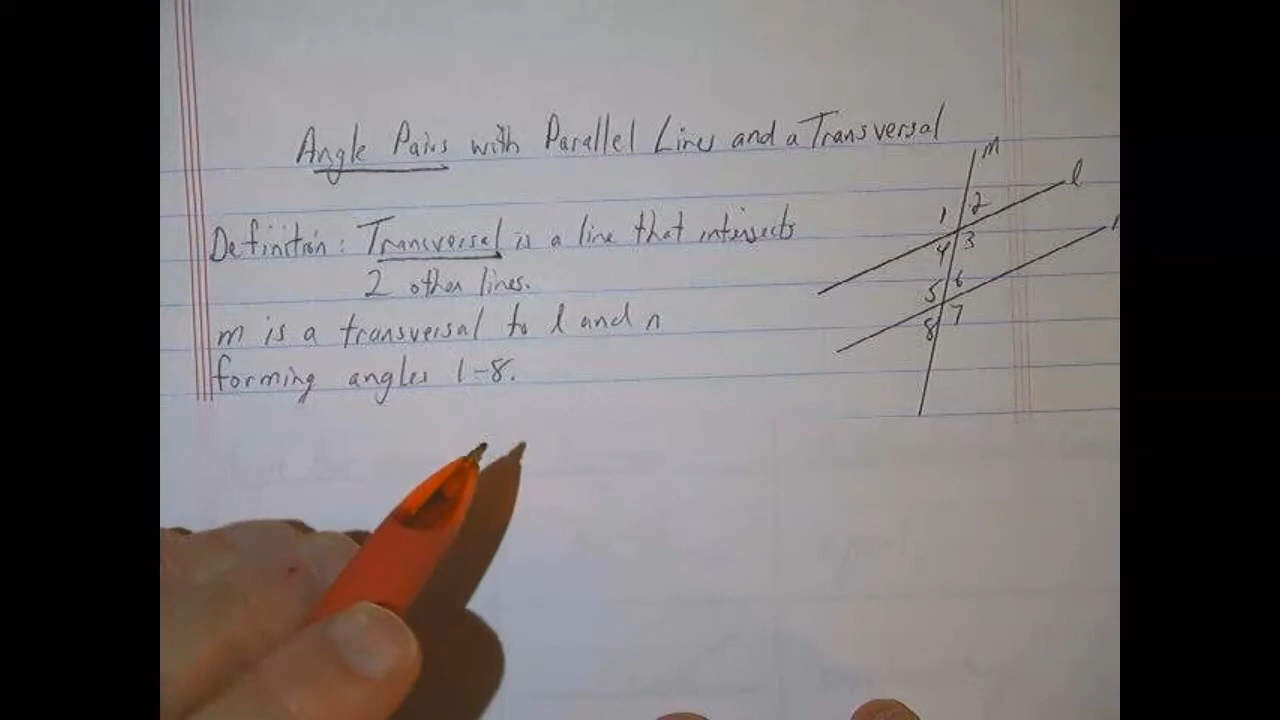 Angle Pairs with Parallel Lines and a Transversal
m
l
1 2
4 3
5 6
8 7
Definition: Transversal is a line that intersects
2 other lines.
m is a transversal to l and n
forming angles 1-8.